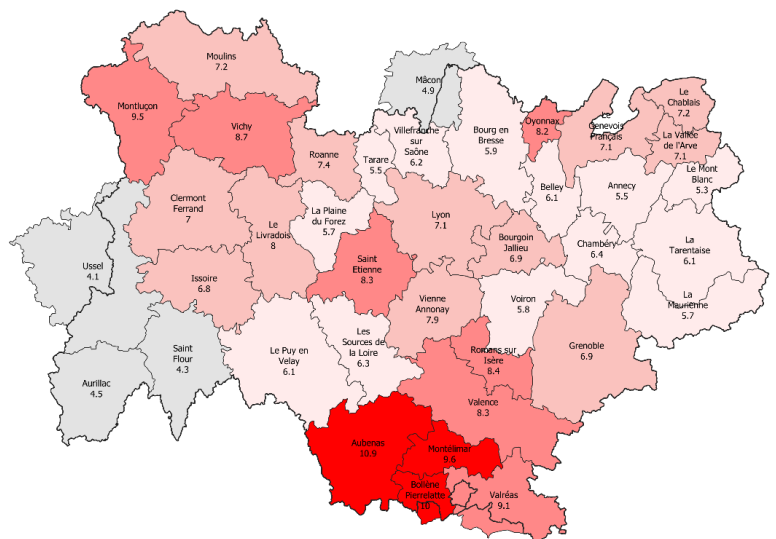 Moulins
7.2
Mâcon
4.9
Montluçon
9.5
Vichy
8.7
Roanne
7.4
Tarare
5.5
Villefranche
sur
Saône
6.2
Bourg en
Bresse
5.9
Oyonnax
8.2
Le
Genevois
Français
7.1
Le
Chablais
7.2
La Vallée
de l'Arve
7.1
Le Mont
Blanc
5.3
Clermont
Ferrand
7
Le
Livradois
8
La Plaine
du Forez
5.7
Lyon
7.1
Bourgoin
Jallieu
6.9
Belley
6.1
Annecy
5.5
Chambéry
6.4
La
Tarentaise
6.1
Ussel
4.1
Issoire
6.8
Saint
Etienne
8.3
Vienne
Annonay
7.9
Voiron
5.8
La
Maurienne
5.7
Aurillac
4.5
Saint
Flour
4.3
Le Puy en
Velay
6.1
Les
Sources de
la Loire
6.3
Romans sur
Isère
8.4
Grenoble
6.9
Valence
8.3
Aubenas
10.9
Montélimar
9.6
Bollène
Pierrelatte
10
Valréas
9.1